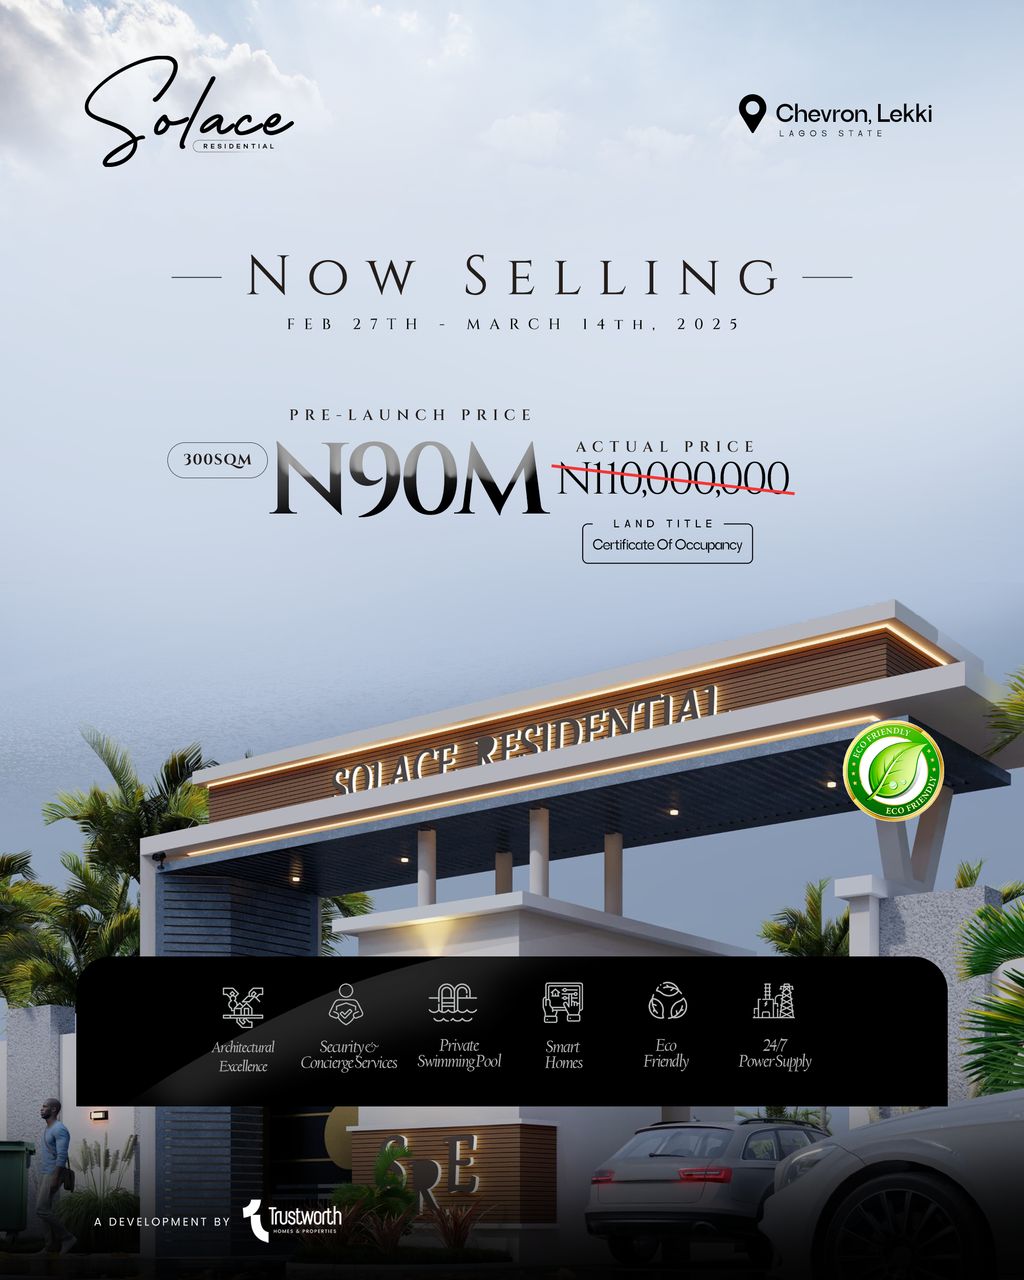 Solace
RESIDENTIAL
Chevron, Lekki
LAGOS STATE
NOW SELLING
FEB 27TH - MARCH 14TH, 2025
PRE-LAUNCH PRICE
300SQM
N90M
ACTUAL PRICE
N110,000,000
LAND TITLE
Certificate Of Occupancy
SOLACE RESIDENTIAL
ECO FRIENDLY
ECO FRIENDLY
Architectural
Excellence
Security &
Concierge Services
Private
Swimming Pool
Smart
Homes
Eco
Friendly
24/7
Power Supply
SRE
A DEVELOPMENT BY
Trustworth
HOMES & PROPERTIES